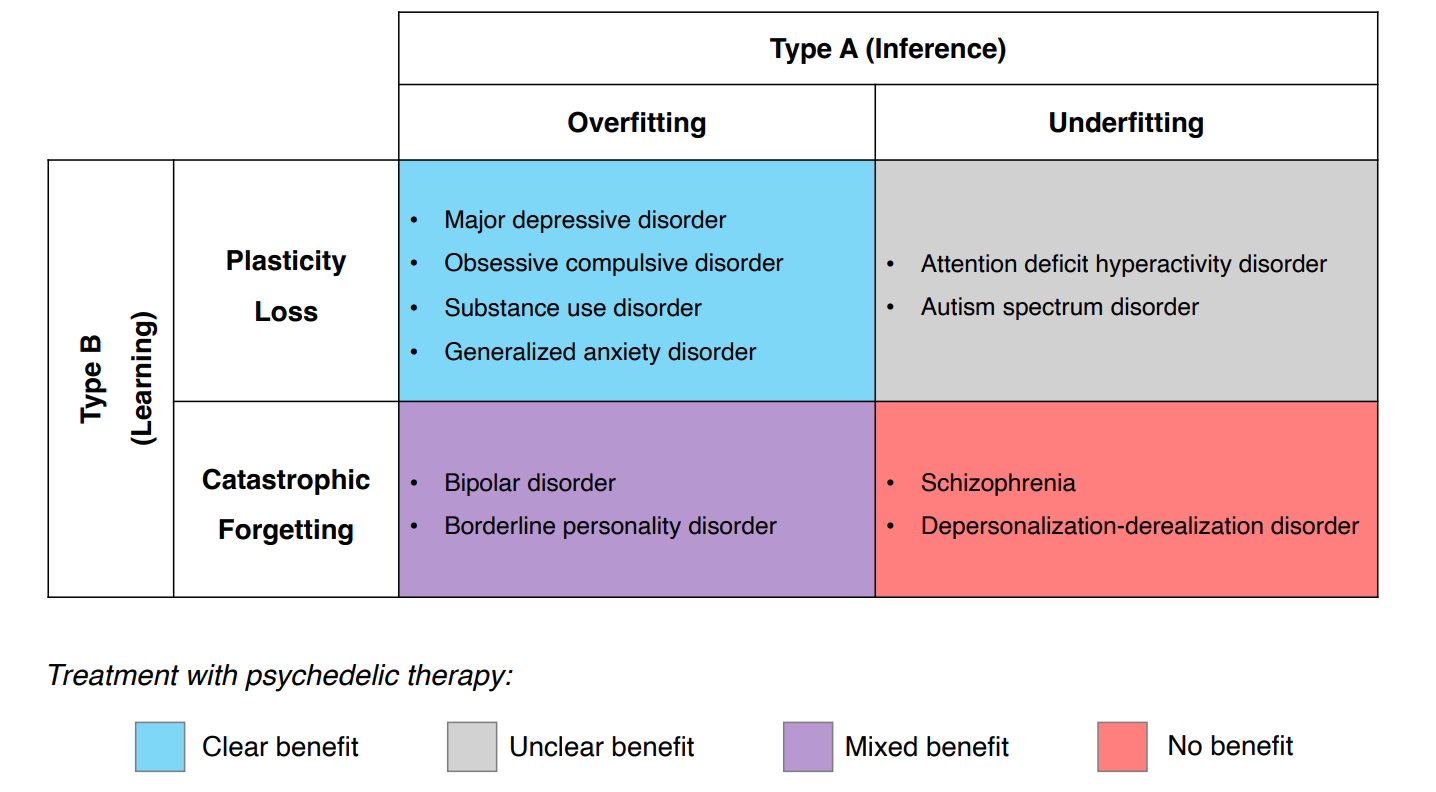 Type A (Inference)
Overfitting
Underfitting
Type B
(Learning)
Plasticity
Loss
• Major depressive disorder
• Obsessive compulsive disorder
• Substance use disorder
• Generalized anxiety disorder
• Attention deficit hyperactivity disorder
• Autism spectrum disorder
Catastrophic
Forgetting
• Bipolar disorder
• Borderline personality disorder
• Schizophrenia
• Depersonalization-derealization disorder
Treatment with psychedelic therapy:
Clear benefit
Unclear benefit
Mixed benefit
No benefit